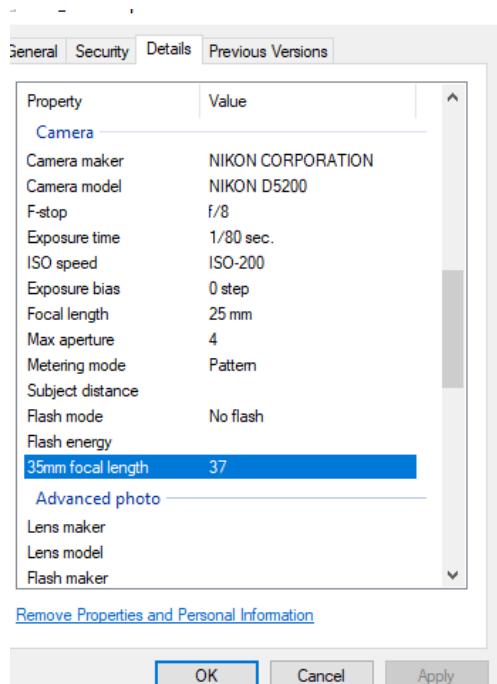 General Security Details Previous Versions
Property Value
Camera
Camera maker NIKON CORPORATION
Camera model NIKON D5200
F-stop f/8
Exposure time 1/80 sec.
ISO speed ISO-200
Exposure bias 0 step
Focal length 25 mm
Max aperture 4
Metering mode Pattern
Subject distance
Flash mode No flash
Flash energy
35mm focal length 37
Advanced photo
Lens maker
Lens model
Flash maker
Remove Properties and Personal Information
OK Cancel Apply